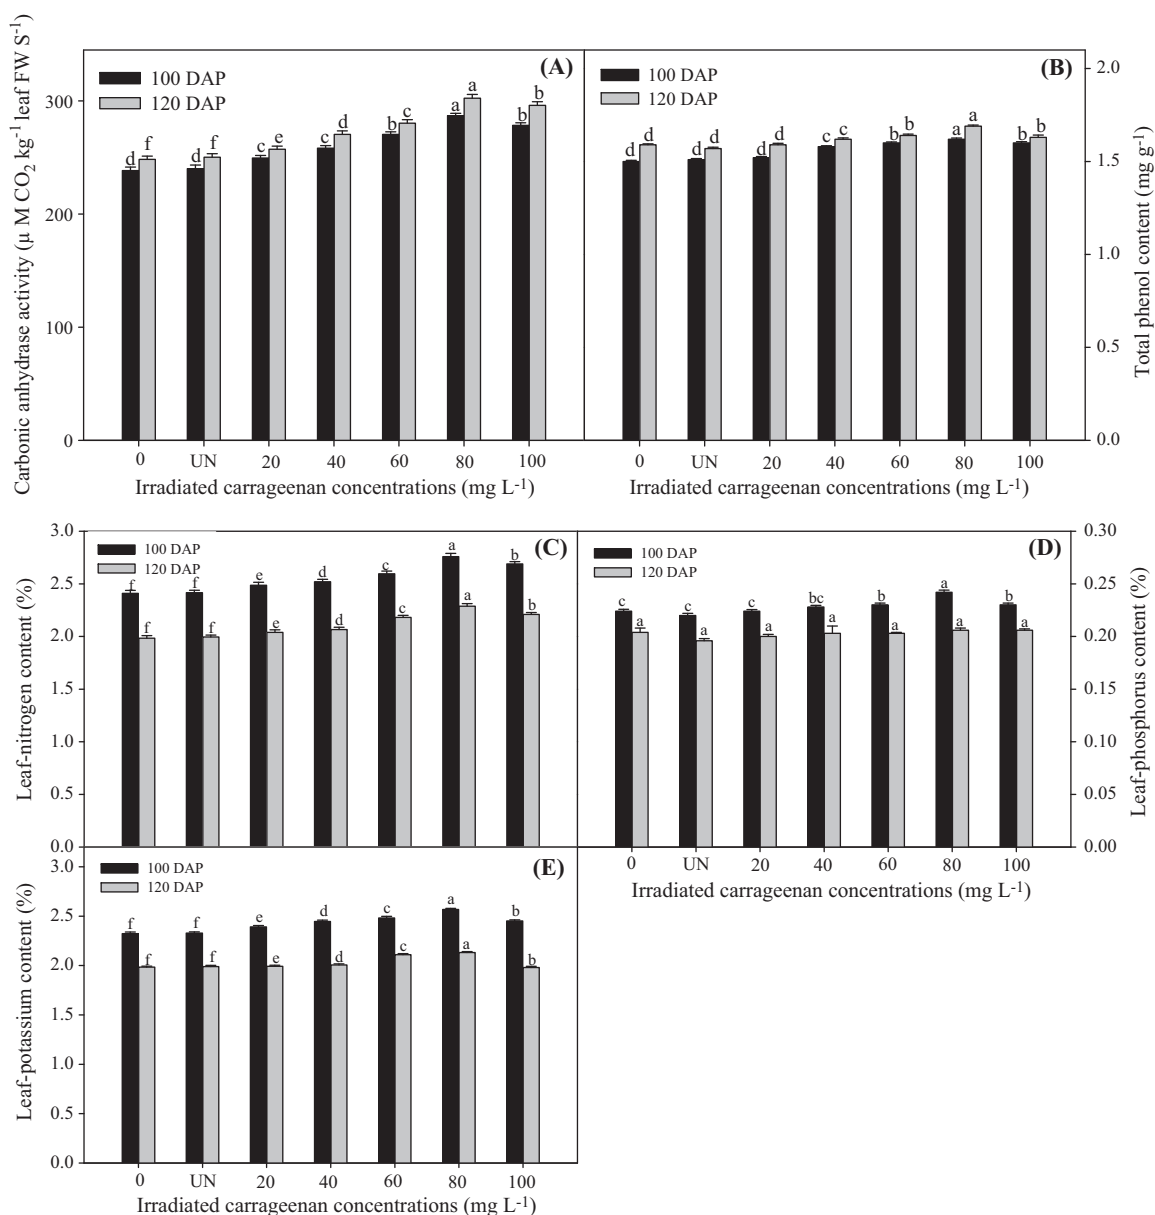 Carbonic anhydrase activity (µ M CO2 kg-1 leaf FW S-1)
300
200
100
0
100 DAP
120 DAP
(A)
d f d f c e c d b c a a b b
0 UN 20 40 60 80 100
Irradiated carrageenan concentrations (mg L-1)
100 DAP
120 DAP
(B)
d d d d d d c c b b a a b b
2.0
1.5
1.0
0.5
0.0
Total phenol content (mg g-1)
0 UN 20 40 60 80 100
Irradiated carrageenan concentrations (mg L-1)
Leaf-nitrogen content (%)
3.0
2.5
2.0
1.5
1.0
0.5
0.0
100 DAP
120 DAP
(C)
f f e d c a b
f f e d c a b
100 DAP
120 DAP
(D)
c c c bc b a b
a a a a a a a
0.30
0.25
0.20
0.15
0.10
0.05
0.00
Leaf-phosphorus content (%)
0 UN 20 40 60 80 100
Irradiated carrageenan concentrations (mg L-1)
Leaf-potassium content (%)
3.0
2.5
2.0
1.5
1.0
0.5
0.0
100 DAP
120 DAP
(E)
f f e d c a b
f f e d c a b
0 UN 20 40 60 80 100
Irradiated carrageenan concentrations (mg L-1)